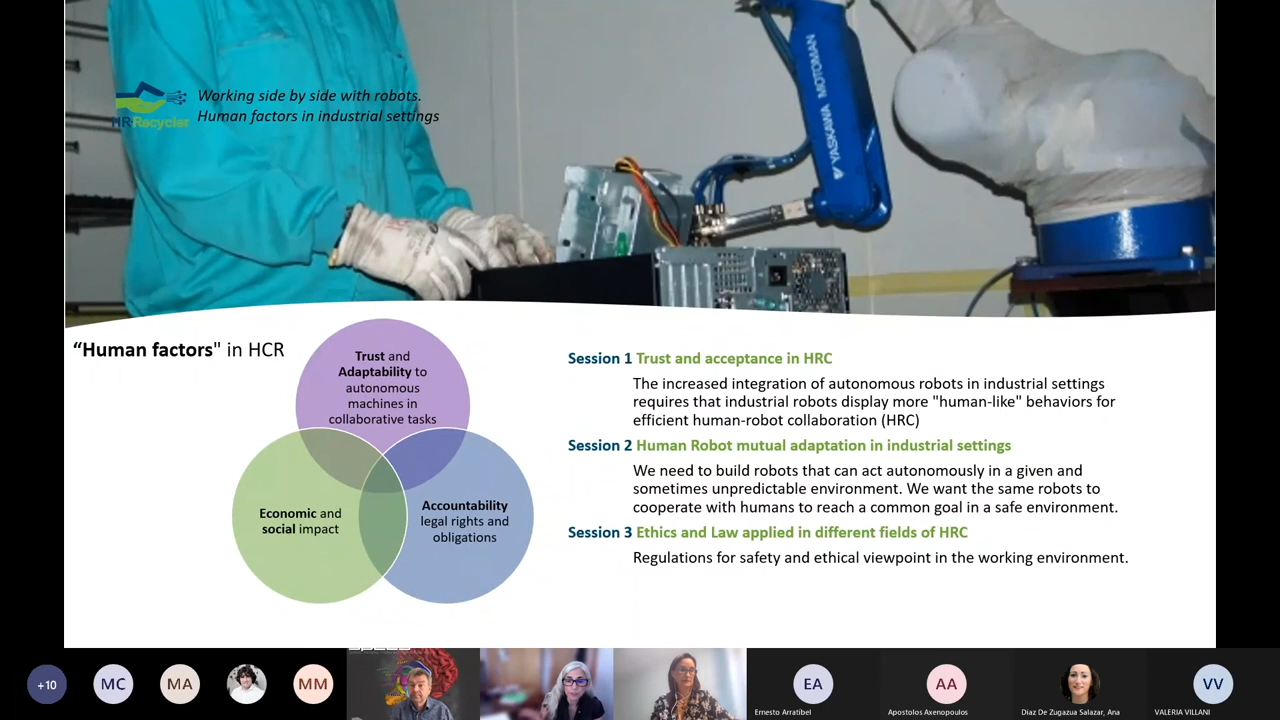 Working side by side with robots.
Human factors in industrial settings
HR-Recycler
YASKAWA MOTOMAN
“Human factors" in HCR
Trust and
Adaptability to
autonomous
machines in
collaborative tasks
Economic and
social impact
Accountability
legal rights and
obligations
Session 1 Trust and acceptance in HRC
The increased integration of autonomous robots in industrial settings
requires that industrial robots display more "human-like" behaviors for
efficient human-robot collaboration (HRC)
Session 2 Human Robot mutual adaptation in industrial settings
We need to build robots that can act autonomously in a given and
sometimes unpredictable environment. We want the same robots to
cooperate with humans to reach a common goal in a safe environment.
Session 3 Ethics and Law applied in different fields of HRC
Regulations for safety and ethical viewpoint in the working environment.
+10
MC
MA
MM
EA
Ernesto Arratibel
AA
Apostolos Axenopoulos
Díaz De Zugazua Salazar, Ana
VV
VALERIA VILLANI